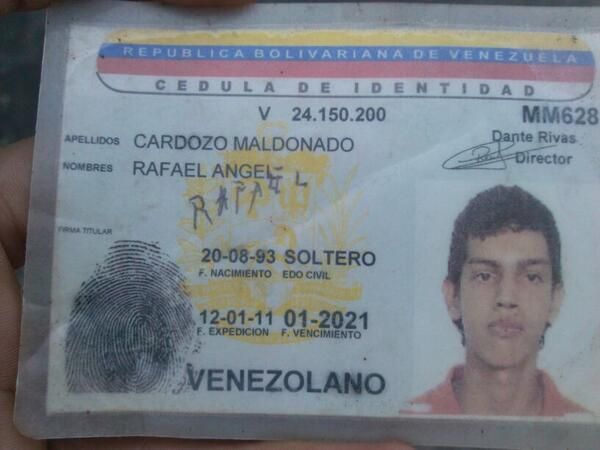 REPUBLICA BOLIVARIANA DE VENEZUELA
CEDULA DE IDENTIDAD
V 24.150.200 MM628
Dante Rivas
Director
APELLIDOS CARDOZO MALDONADO
NOMBRES RAFAEL ANGEL
FIRMA TITULAR
20-08-93 SOLTERO
F. NACIMIENTO EDO CIVIL
12-01-11 01-2021
F. EXPEDICION F. VENCIMIENTO
VENEZOLANO